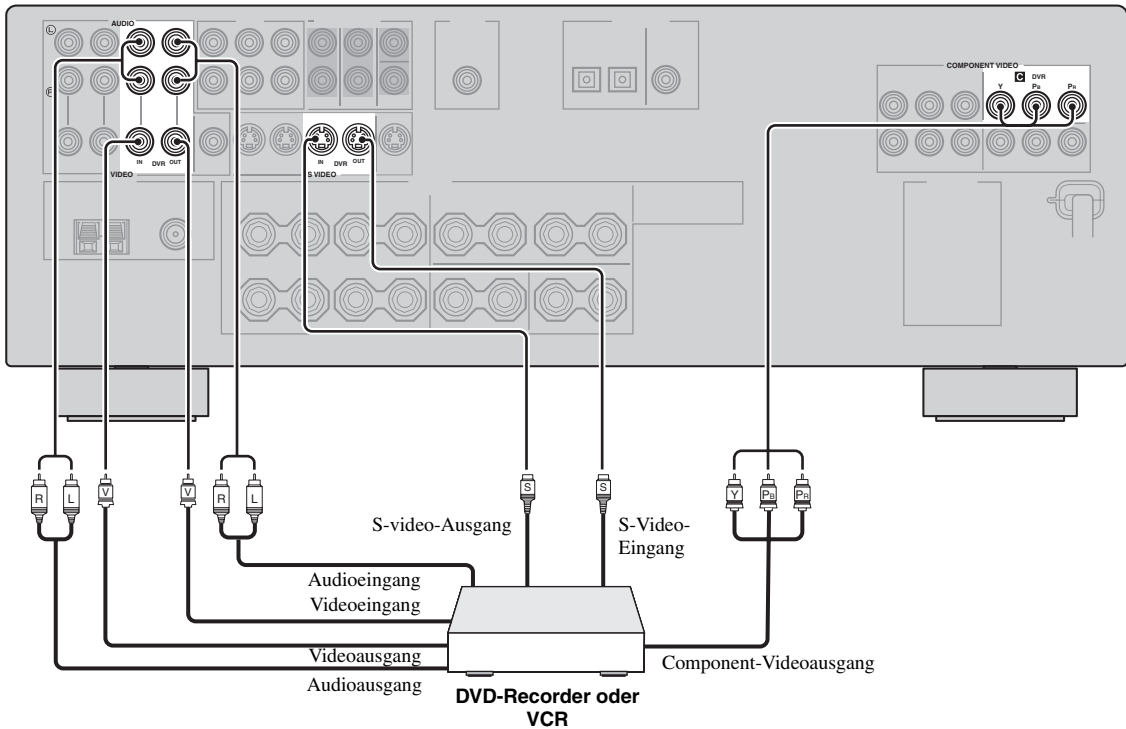 AUDIO
L
R
IN DVR OUT
VIDEO
IN DVR OUT
S VIDEO
COMPONENT VIDEO
C DVR
Y PB PR
R L V V R L S S Y PB PR
S-video-Ausgang
S-Video-
Eingang
Audioeingang
Videoeingang
Videoausgang
Audioausgang
Component-Videoausgang
DVD-Recorder oder
VCR